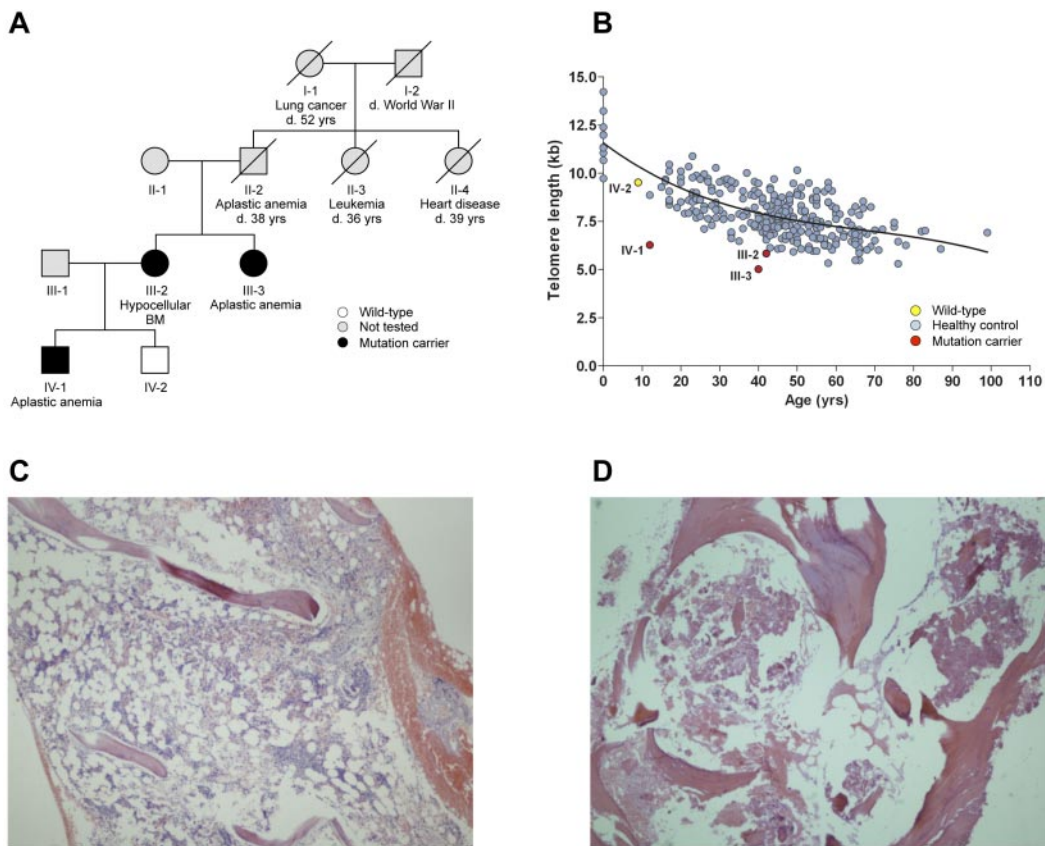 A
I-1
Lung cancer
d. 52 yrs
I-2
d. World War II
II-1
II-2
Aplastic anemia
d. 38 yrs
II-3
Leukemia
d. 36 yrs
II-4
Heart disease
d. 39 yrs
III-1
III-2
Hypocellular
BM
III-3
Aplastic anemia
Wild-type
Not tested
Mutation carrier
IV-1
Aplastic anemia
IV-2
B
Telomere length (kb)
15.0
12.5
10.0
7.5
5.0
2.5
0.0
IV-2
IV-1
III-2
III-3
Wild-type
Healthy control
Mutation carrier
0 10 20 30 40 50 60 70 80 90 100 110
Age (yrs)
C
D